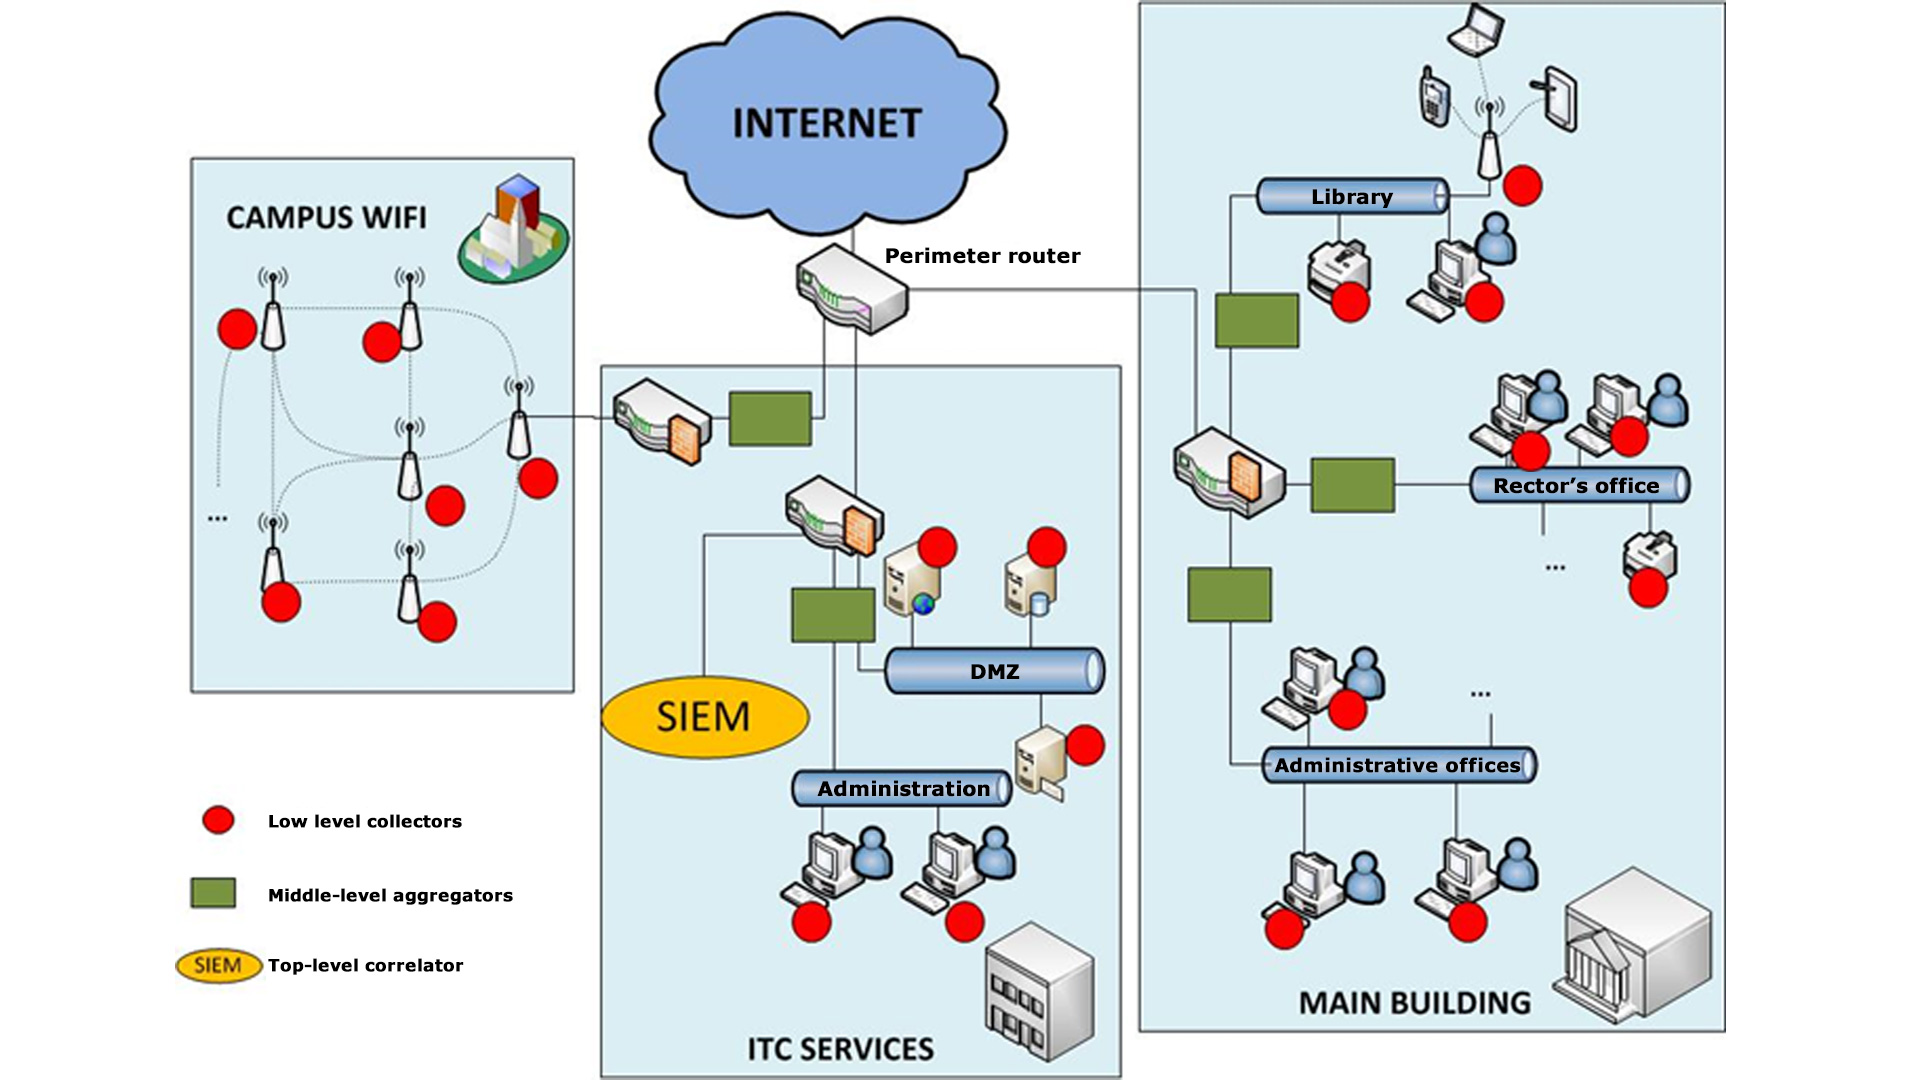 INTERNET
CAMPUS WIFI
Perimeter router
Library
Rector's office
...
...
SIEM
DMZ
Administration
...
Administrative offices
Low level collectors
Middle-level aggregators
SIEM
Top-level correlator
MAIN BUILDING
ITC SERVICES